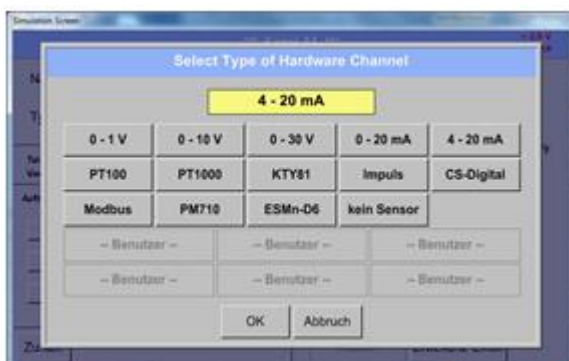 Simulation Screen
Select Type of Hardware Channel
4 - 20 mA
0 - 1 V 0 - 10 V 0 - 30 V 0 - 20 mA 4 - 20 mA
PT100 PT1000 KTY81 Impuls CS-Digital
Modbus PM710 ESMn-D6 kein Sensor
-- Benutzer -- -- Benutzer -- -- Benutzer --
-- Benutzer -- -- Benutzer -- -- Benutzer --
OK Abbruch